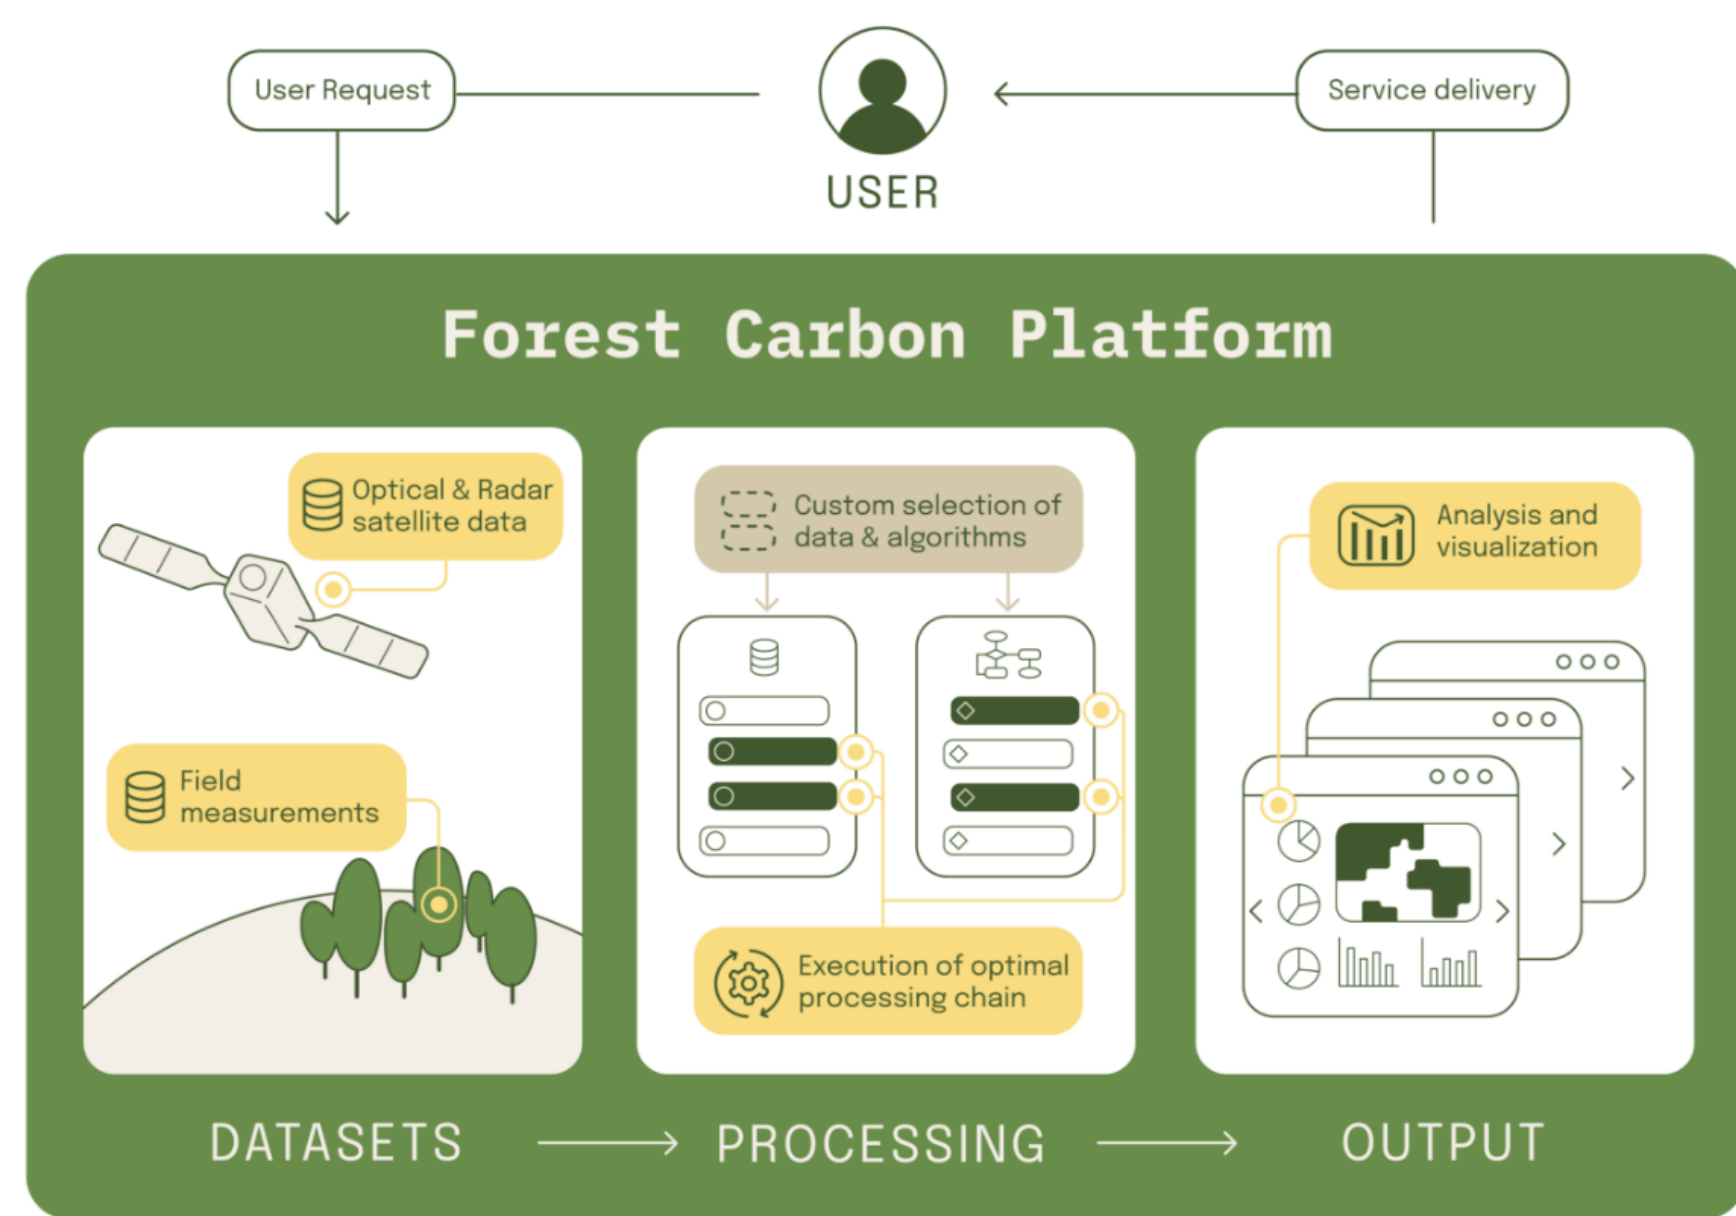 User Request
Service delivery
USER
Forest Carbon Platform
Optical & Radar
satellite data
Field
measurements
Custom selection of
data & algorithms
Execution of optimal
processing chain
Analysis and
visualization
DATASETS
PROCESSING
OUTPUT